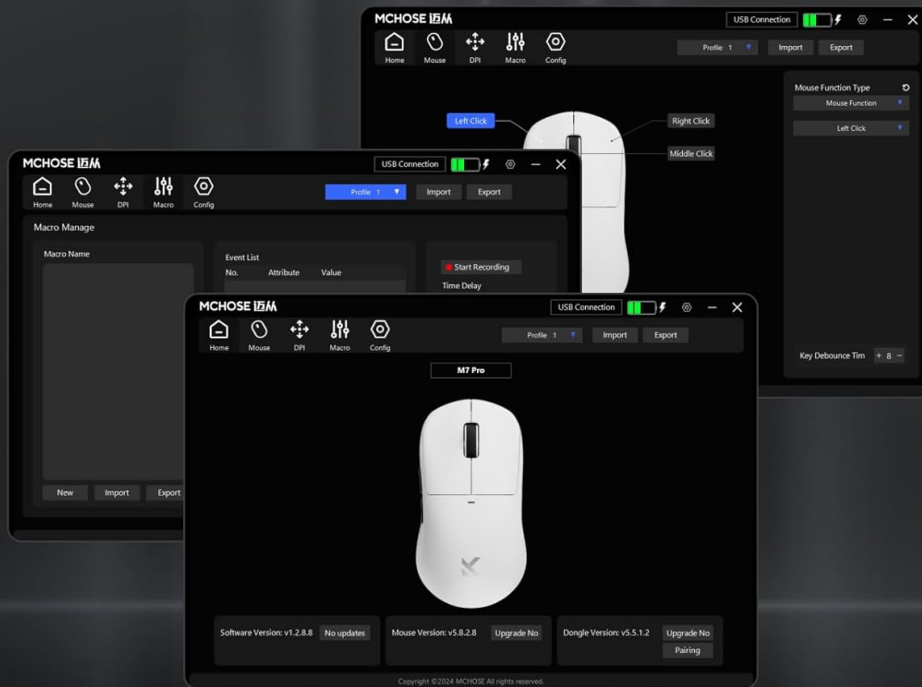 MCHOSE 迈从
USB Connection
Home
Mouse
DPI
Macro
Config
Profile 1
Import
Export
Mouse Function Type
Mouse Function
Left Click
Left Click
Right Click
Middle Click
Key Debounce Tim + 8 −
MCHOSE 迈从
USB Connection
Home
Mouse
DPI
Macro
Config
Profile 1
Import
Export
Macro Manage
Macro Name
Event List
No. Attribute Value
Start Recording
Time Delay
New
Import
Export
MCHOSE 迈从
USB Connection
Home
Mouse
DPI
Macro
Config
Profile 1
Import
Export
M7 Pro
Software Version: v1.2.8.8 No updates
Mouse Version: v5.8.2.8 Upgrade No
Dongle Version: v5.5.1.2 Upgrade No
Pairing
Copyright ©2024 MCHOSE All rights reserved.